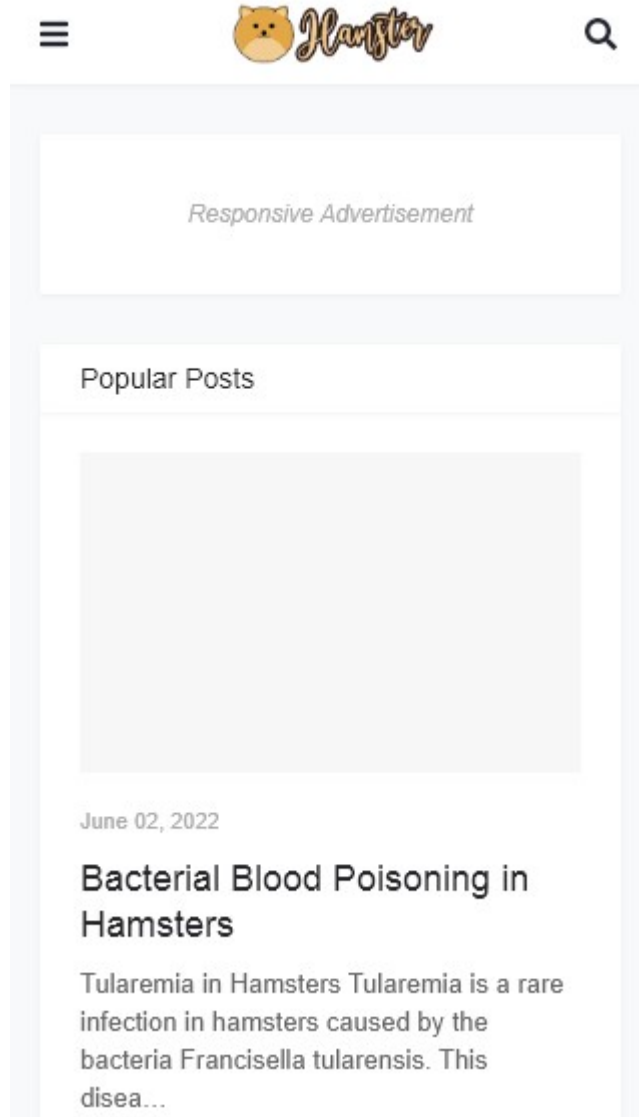 Hamster
Responsive Advertisement
Popular Posts
June 02, 2022
Bacterial Blood Poisoning in
Hamsters
Tularemia in Hamsters Tularemia is a rare
infection in hamsters caused by the
bacteria Francisella tularensis. This
disea...